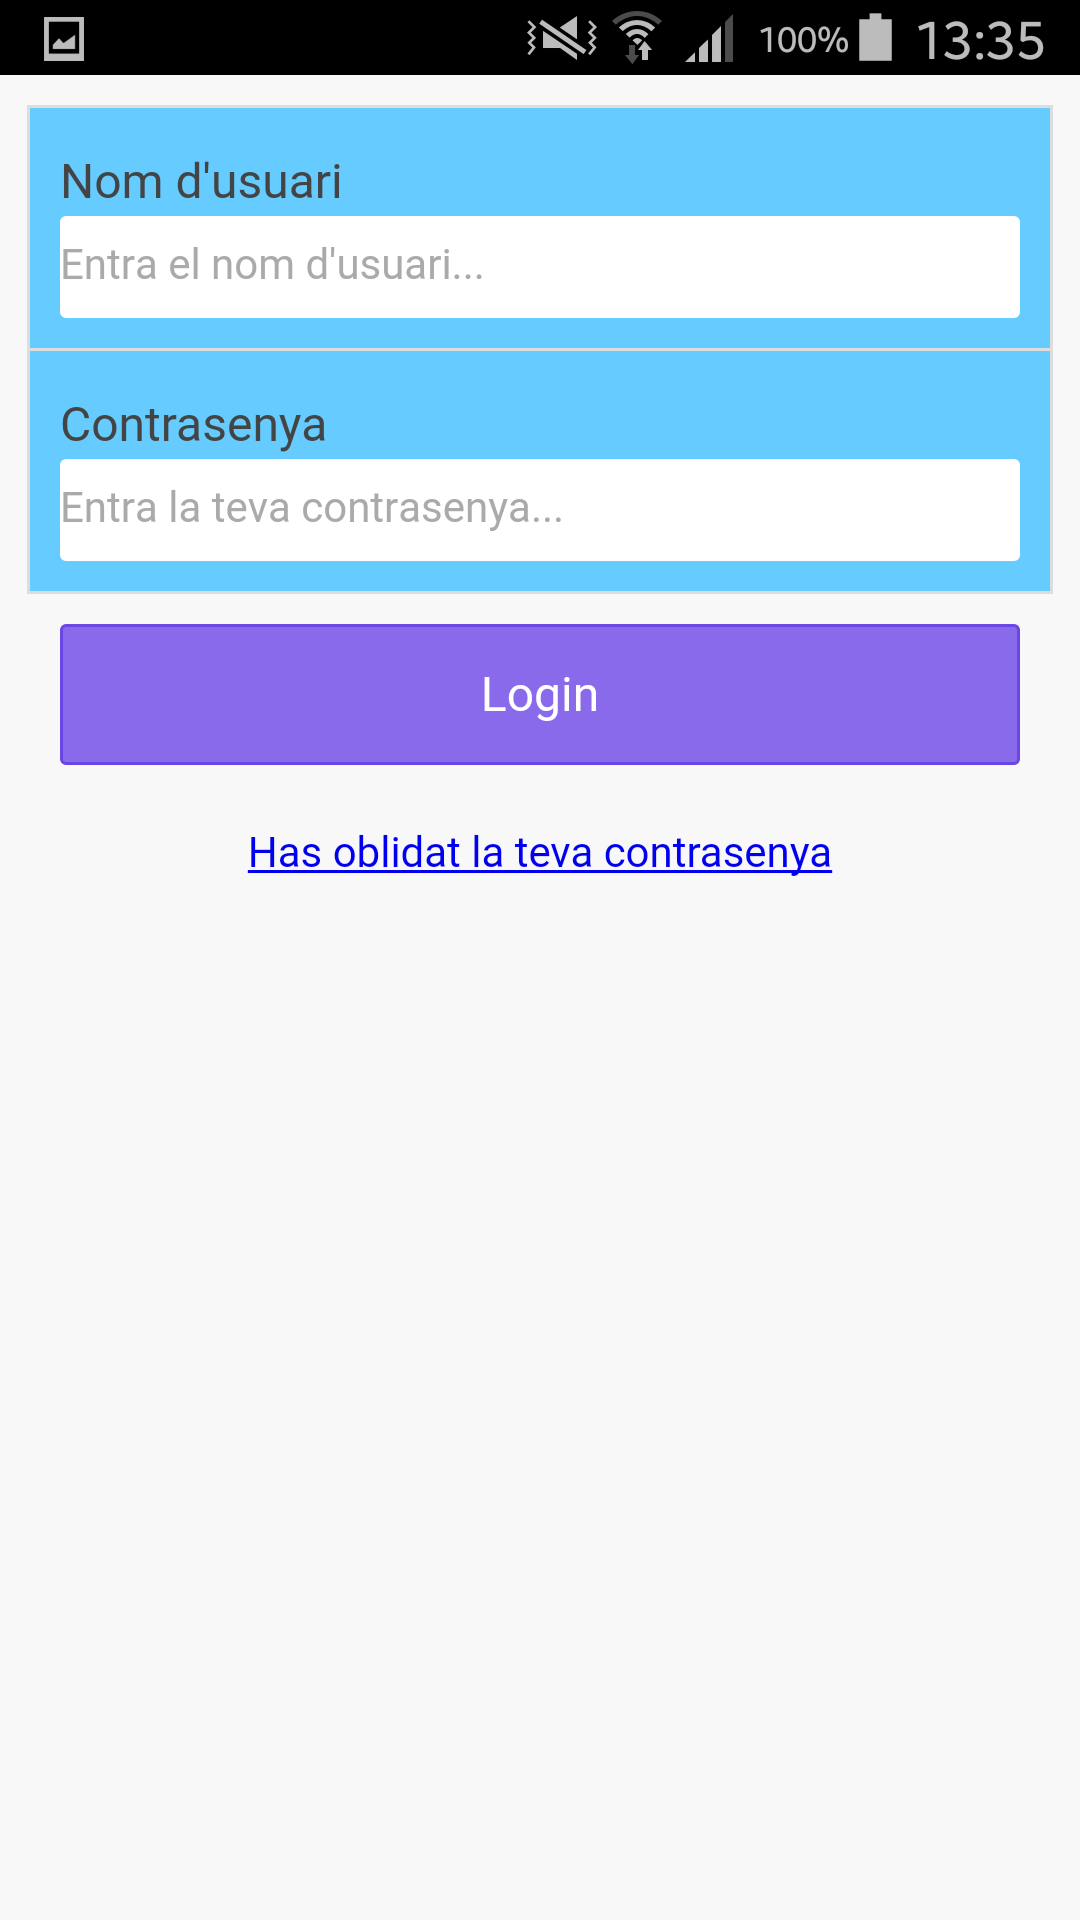 100% 13:35
Nom d'usuari
Entra el nom d'usuari...
Contrasenya
Entra la teva contrasenya...
Login
Has oblidat la teva contrasenya